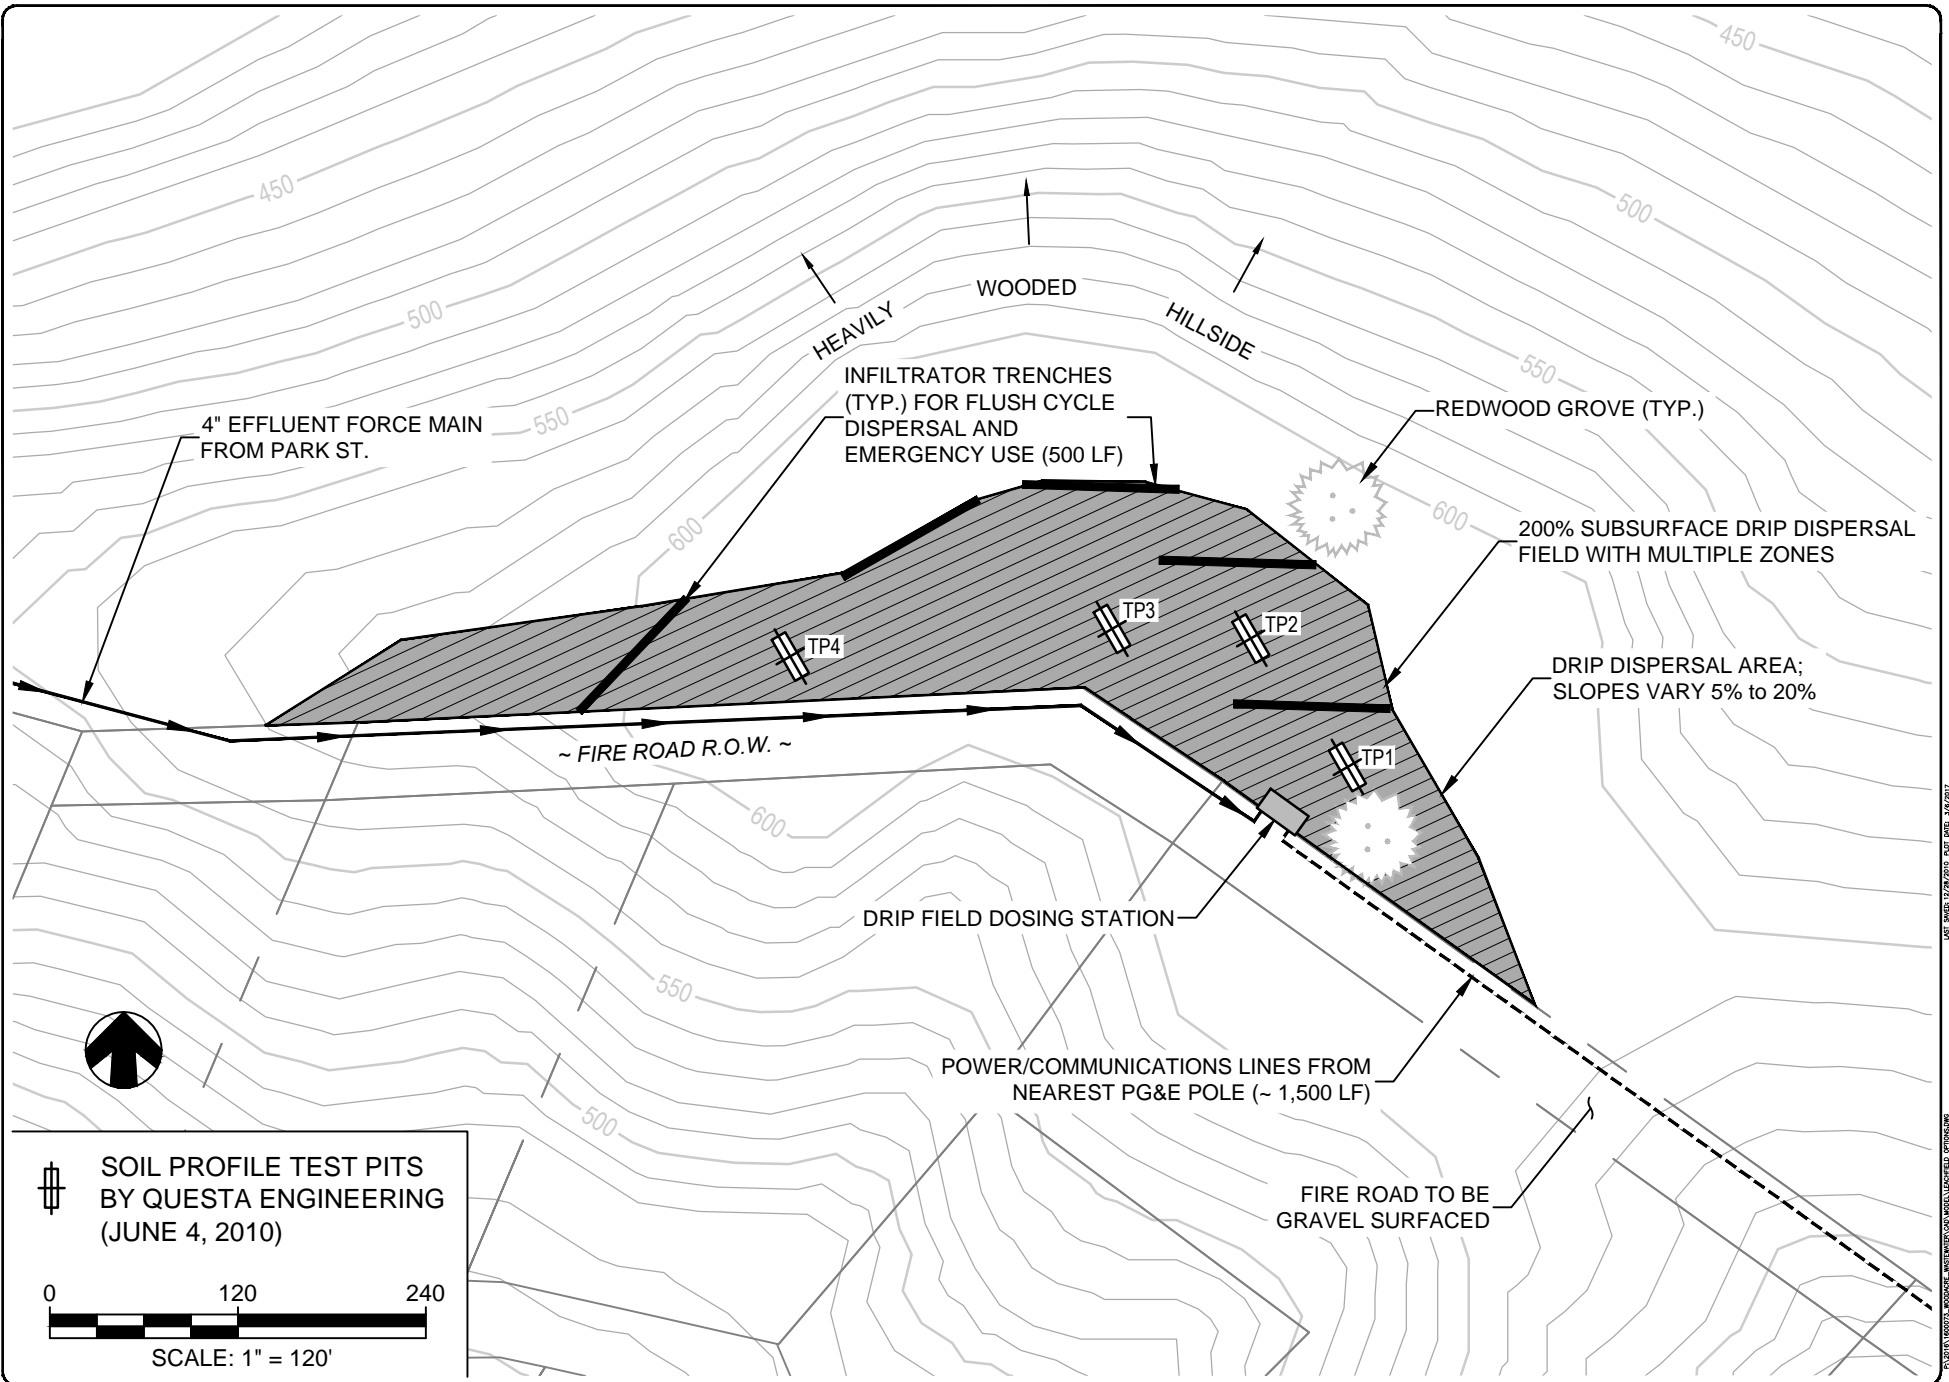 450
450
500
500
HEAVILY
WOODED
HILLSIDE
550
550
INFILTRATOR TRENCHES
(TYP.) FOR FLUSH CYCLE
DISPERSAL AND
EMERGENCY USE (500 LF)
REDWOOD GROVE (TYP.)
4" EFFLUENT FORCE MAIN
FROM PARK ST.
600
600
200% SUBSURFACE DRIP DISPERSAL
FIELD WITH MULTIPLE ZONES
TP3
TP2
TP4
DRIP DISPERSAL AREA;
SLOPES VARY 5% to 20%
~ FIRE ROAD R.O.W. ~
TP1
600
DRIP FIELD DOSING STATION
550
POWER/COMMUNICATIONS LINES FROM
NEAREST PG&E POLE (~ 1,500 LF)
500
FIRE ROAD TO BE
GRAVEL SURFACED
SOIL PROFILE TEST PITS
BY QUESTA ENGINEERING
(JUNE 4, 2010)
0 120 240
SCALE: 1" = 120'